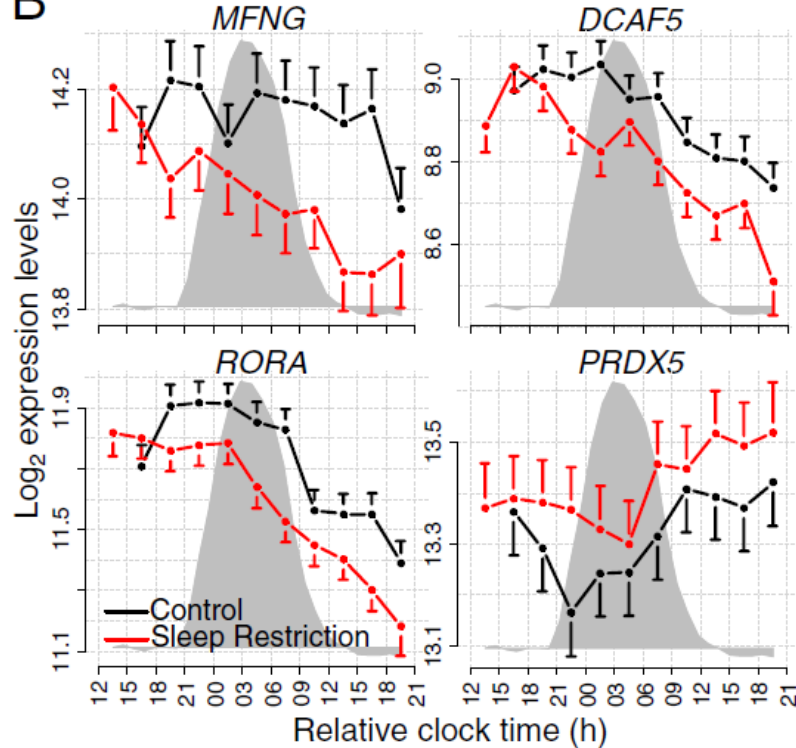 B
MFNG
DCAF5
14.2
14.0
13.8
9.0
8.8
8.6
RORA
PRDX5
11.9
11.5
11.1
13.5
13.3
13.1
Log2 expression levels
Control
Sleep Restriction
12 15 18 21 00 03 06 09 12 15 18 21
12 15 18 21 00 03 06 09 12 15 18 21
Relative clock time (h)